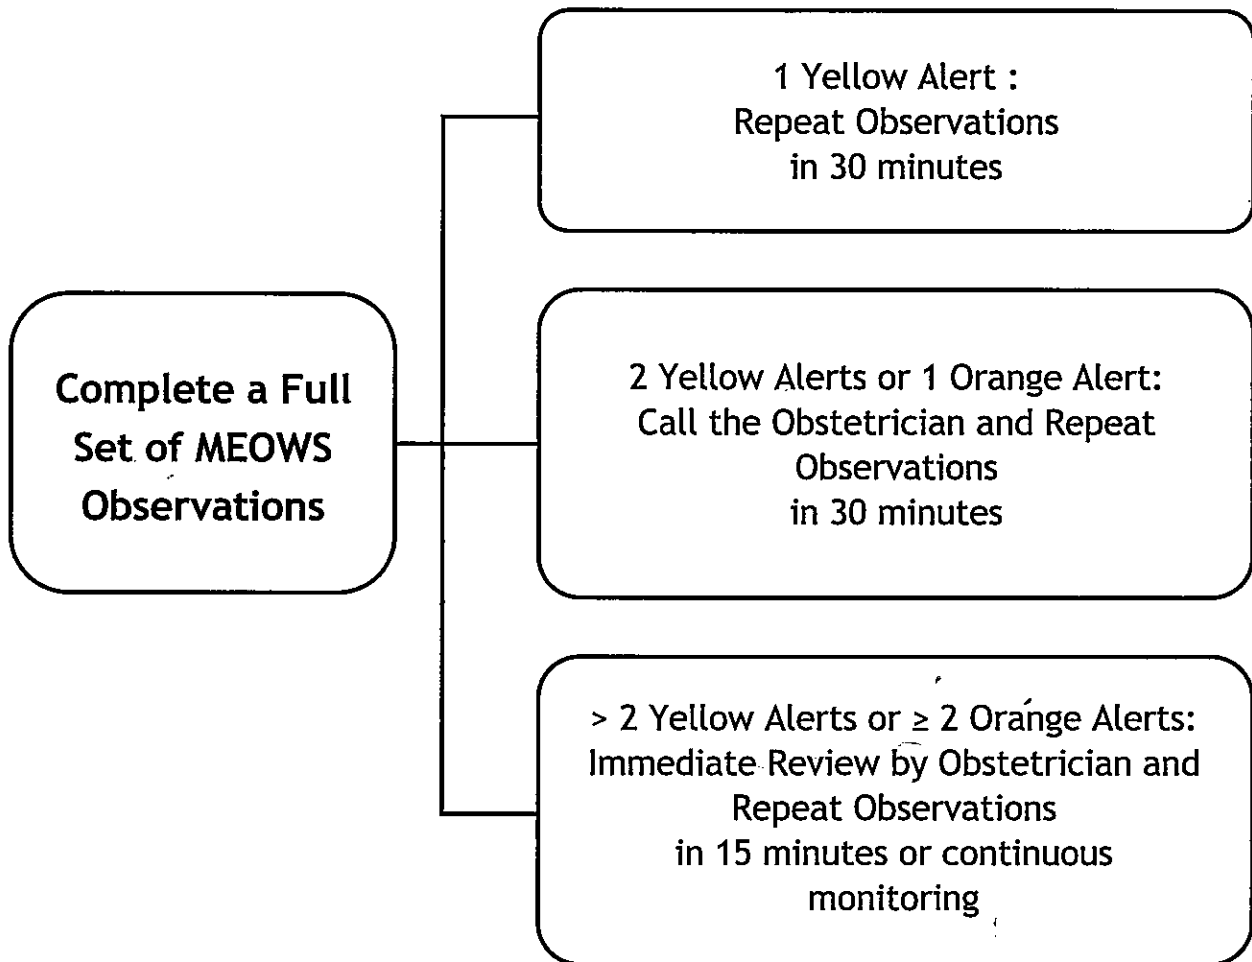 Complete a Full
Set of MEOWS
Observations
1 Yellow Alert :
Repeat Observations
in 30 minutes
2 Yellow Alerts or 1 Orange Alert:
Call the Obstetrician and Repeat
Observations
in 30 minutes
> 2 Yellow Alerts or ≥ 2 Orange Alerts:
Immediate Review by Obstetrician and
Repeat Observations
in 15 minutes or continuous
monitoring